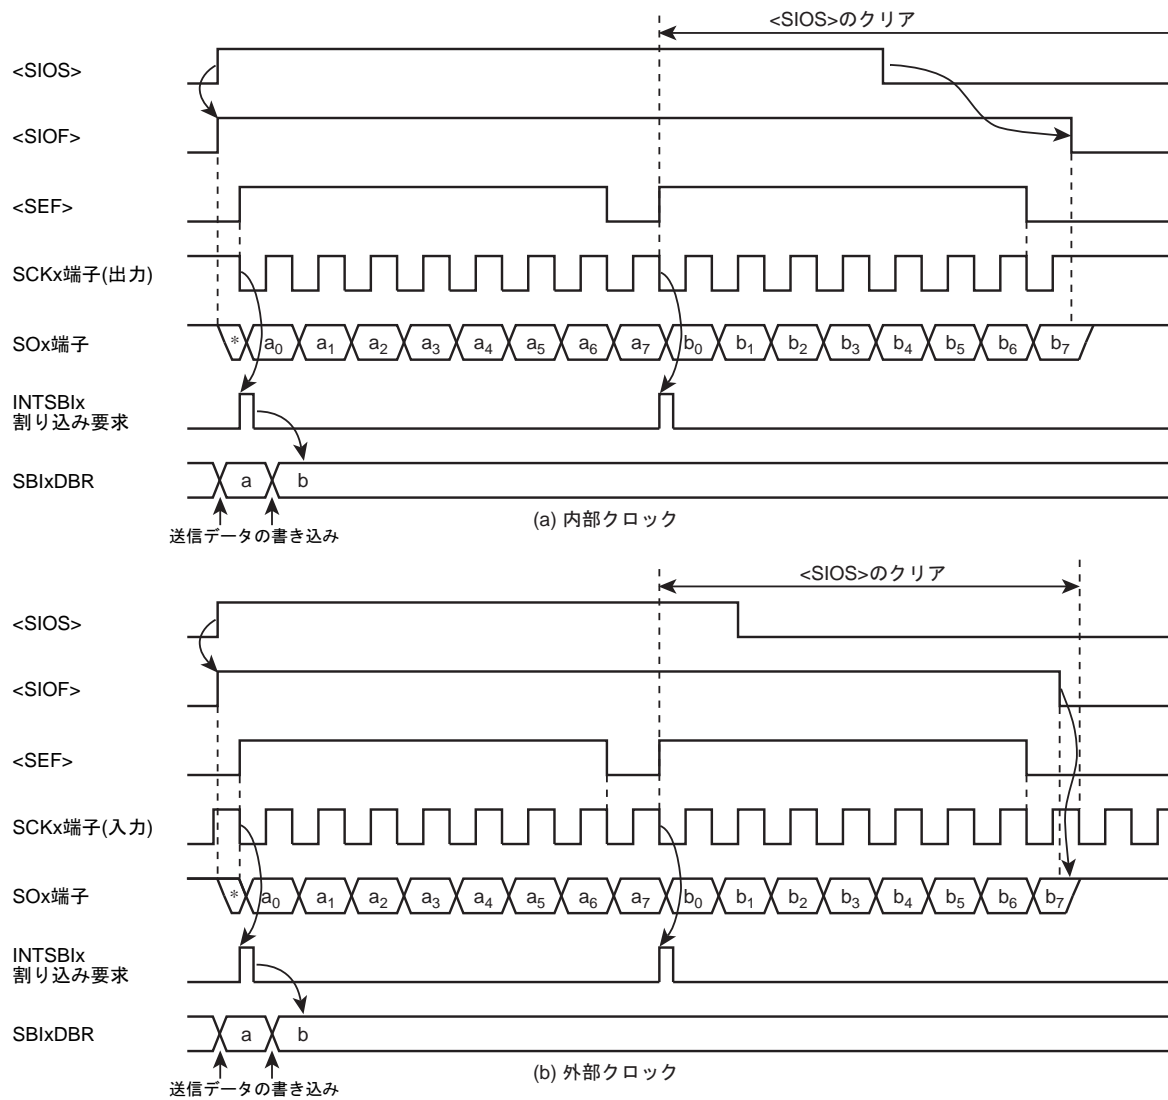 <SIOS>のクリア
<SIOS>
<SIOF>
<SEF>
SCKx端子(出力)
SOx端子
* a0 a1 a2 a3 a4 a5 a6 a7 b0 b1 b2 b3 b4 b5 b6 b7
INTSBIx
割り込み要求
SBIxDBR
a b
送信データの書き込み
(a) 内部クロック
<SIOS>のクリア
<SIOS>
<SIOF>
<SEF>
SCKx端子(入力)
SOx端子
* a0 a1 a2 a3 a4 a5 a6 a7 b0 b1 b2 b3 b4 b5 b6 b7
INTSBIx
割り込み要求
SBIxDBR
a b
送信データの書き込み
(b) 外部クロック